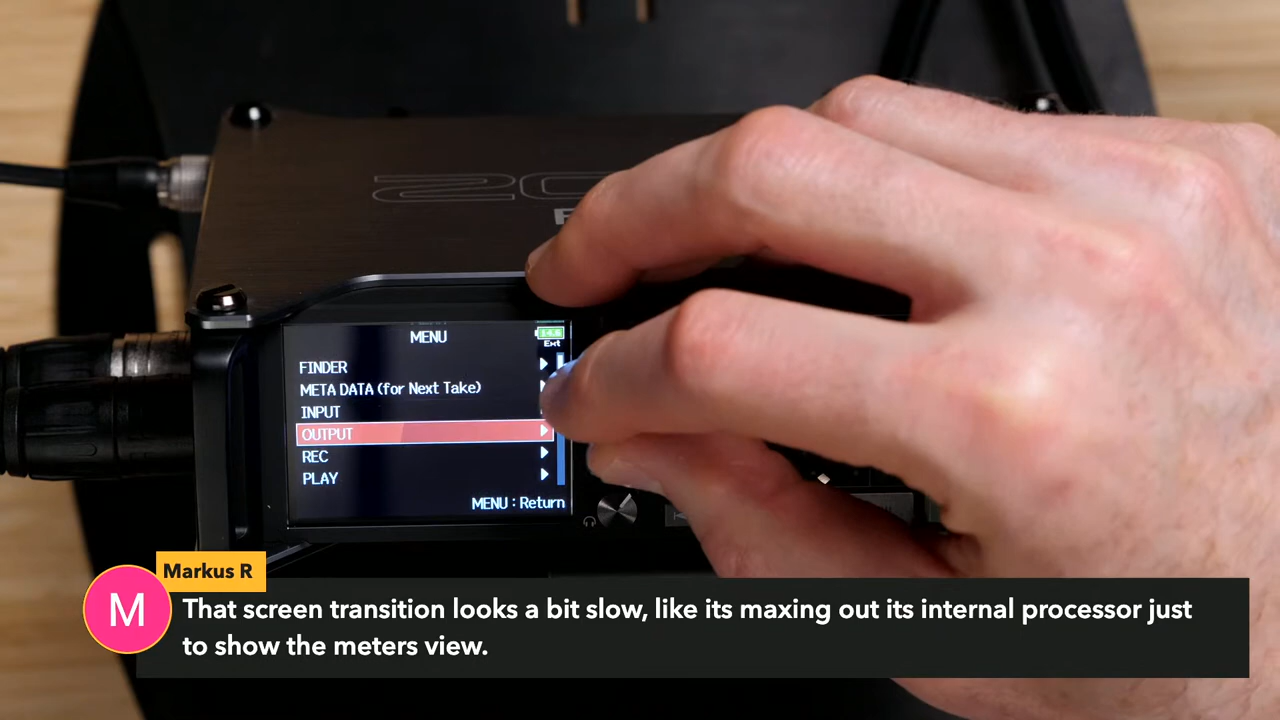 MENU
Ext
FINDER
META DATA (for Next Take)
INPUT
OUTPUT
REC
PLAY
MENU : Return
Markus R
M
That screen transition looks a bit slow, like its maxing out its internal processor just
to show the meters view.